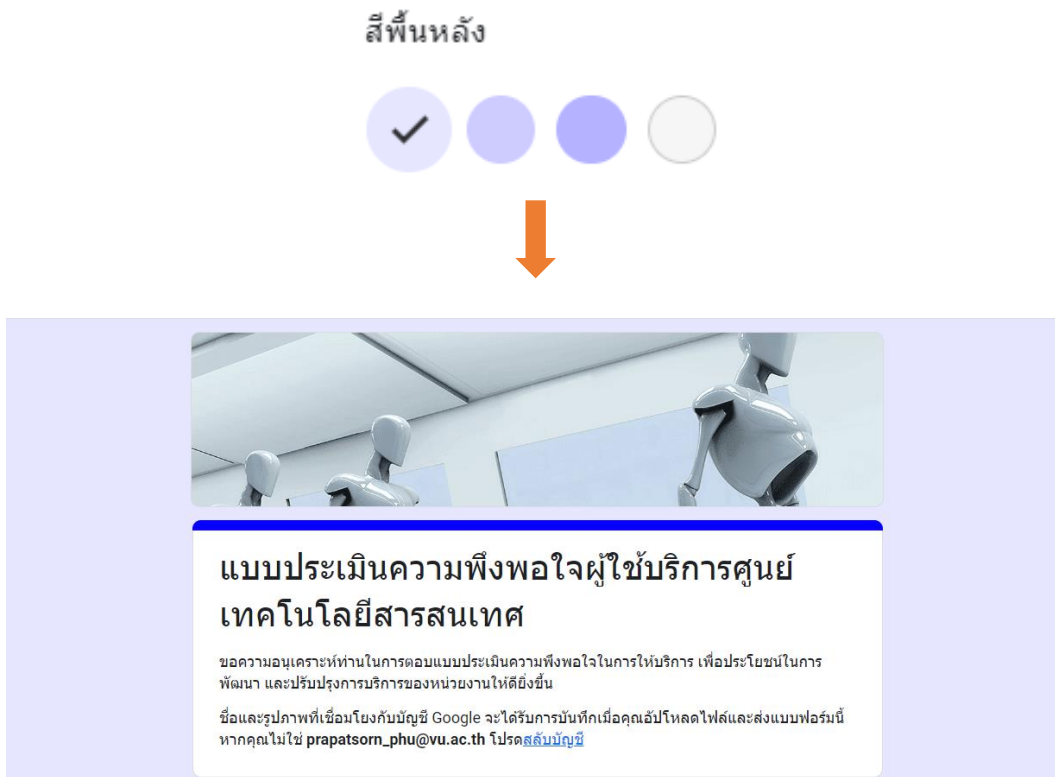 สีพื้นหลัง
แบบประเมินความพึงพอใจผู้ใช้บริการศูนย์
เทคโนโลยีสารสนเทศ
ขอความอนุเคราะห์ท่านในการตอบแบบประเมินความพึงพอใจในการให้บริการ เพื่อประโยชน์ในการ
พัฒนา และปรับปรุงการบริการของหน่วยงานให้ดียิ่งขึ้น
ชื่อและรูปภาพที่เชื่อมโยงกับบัญชี Google จะได้รับการบันทึกเมื่อคุณอัปโหลดไฟล์และส่งแบบฟอร์มนี้
หากคุณไม่ใช่ prapatsorn_phu@vu.ac.th โปรดสลับบัญชี